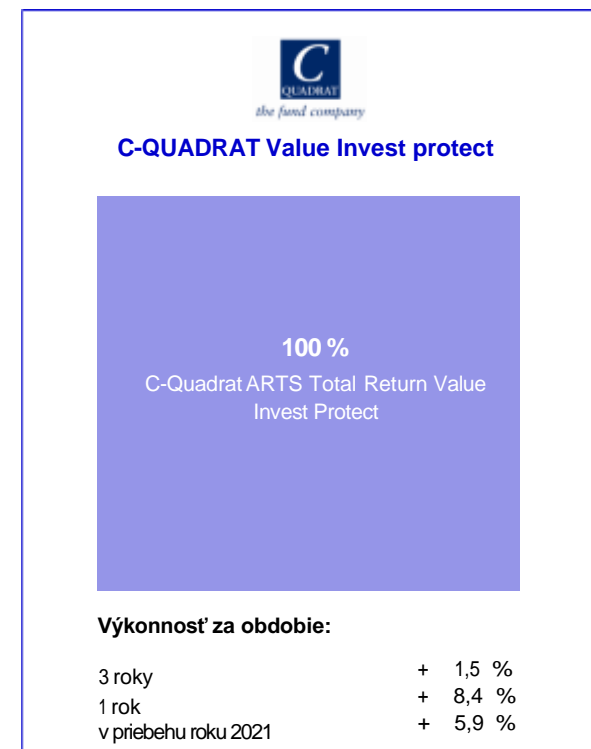 C
QUADRAT
the fund company
C-QUADRAT Value Invest protect
100 %
C-Quadrat ARTS Total Return Value
Invest Protect
Výkonnosť za obdobie:
3 roky + 1,5 %
1 rok + 8,4 %
v priebehu roku 2021 + 5,9 %